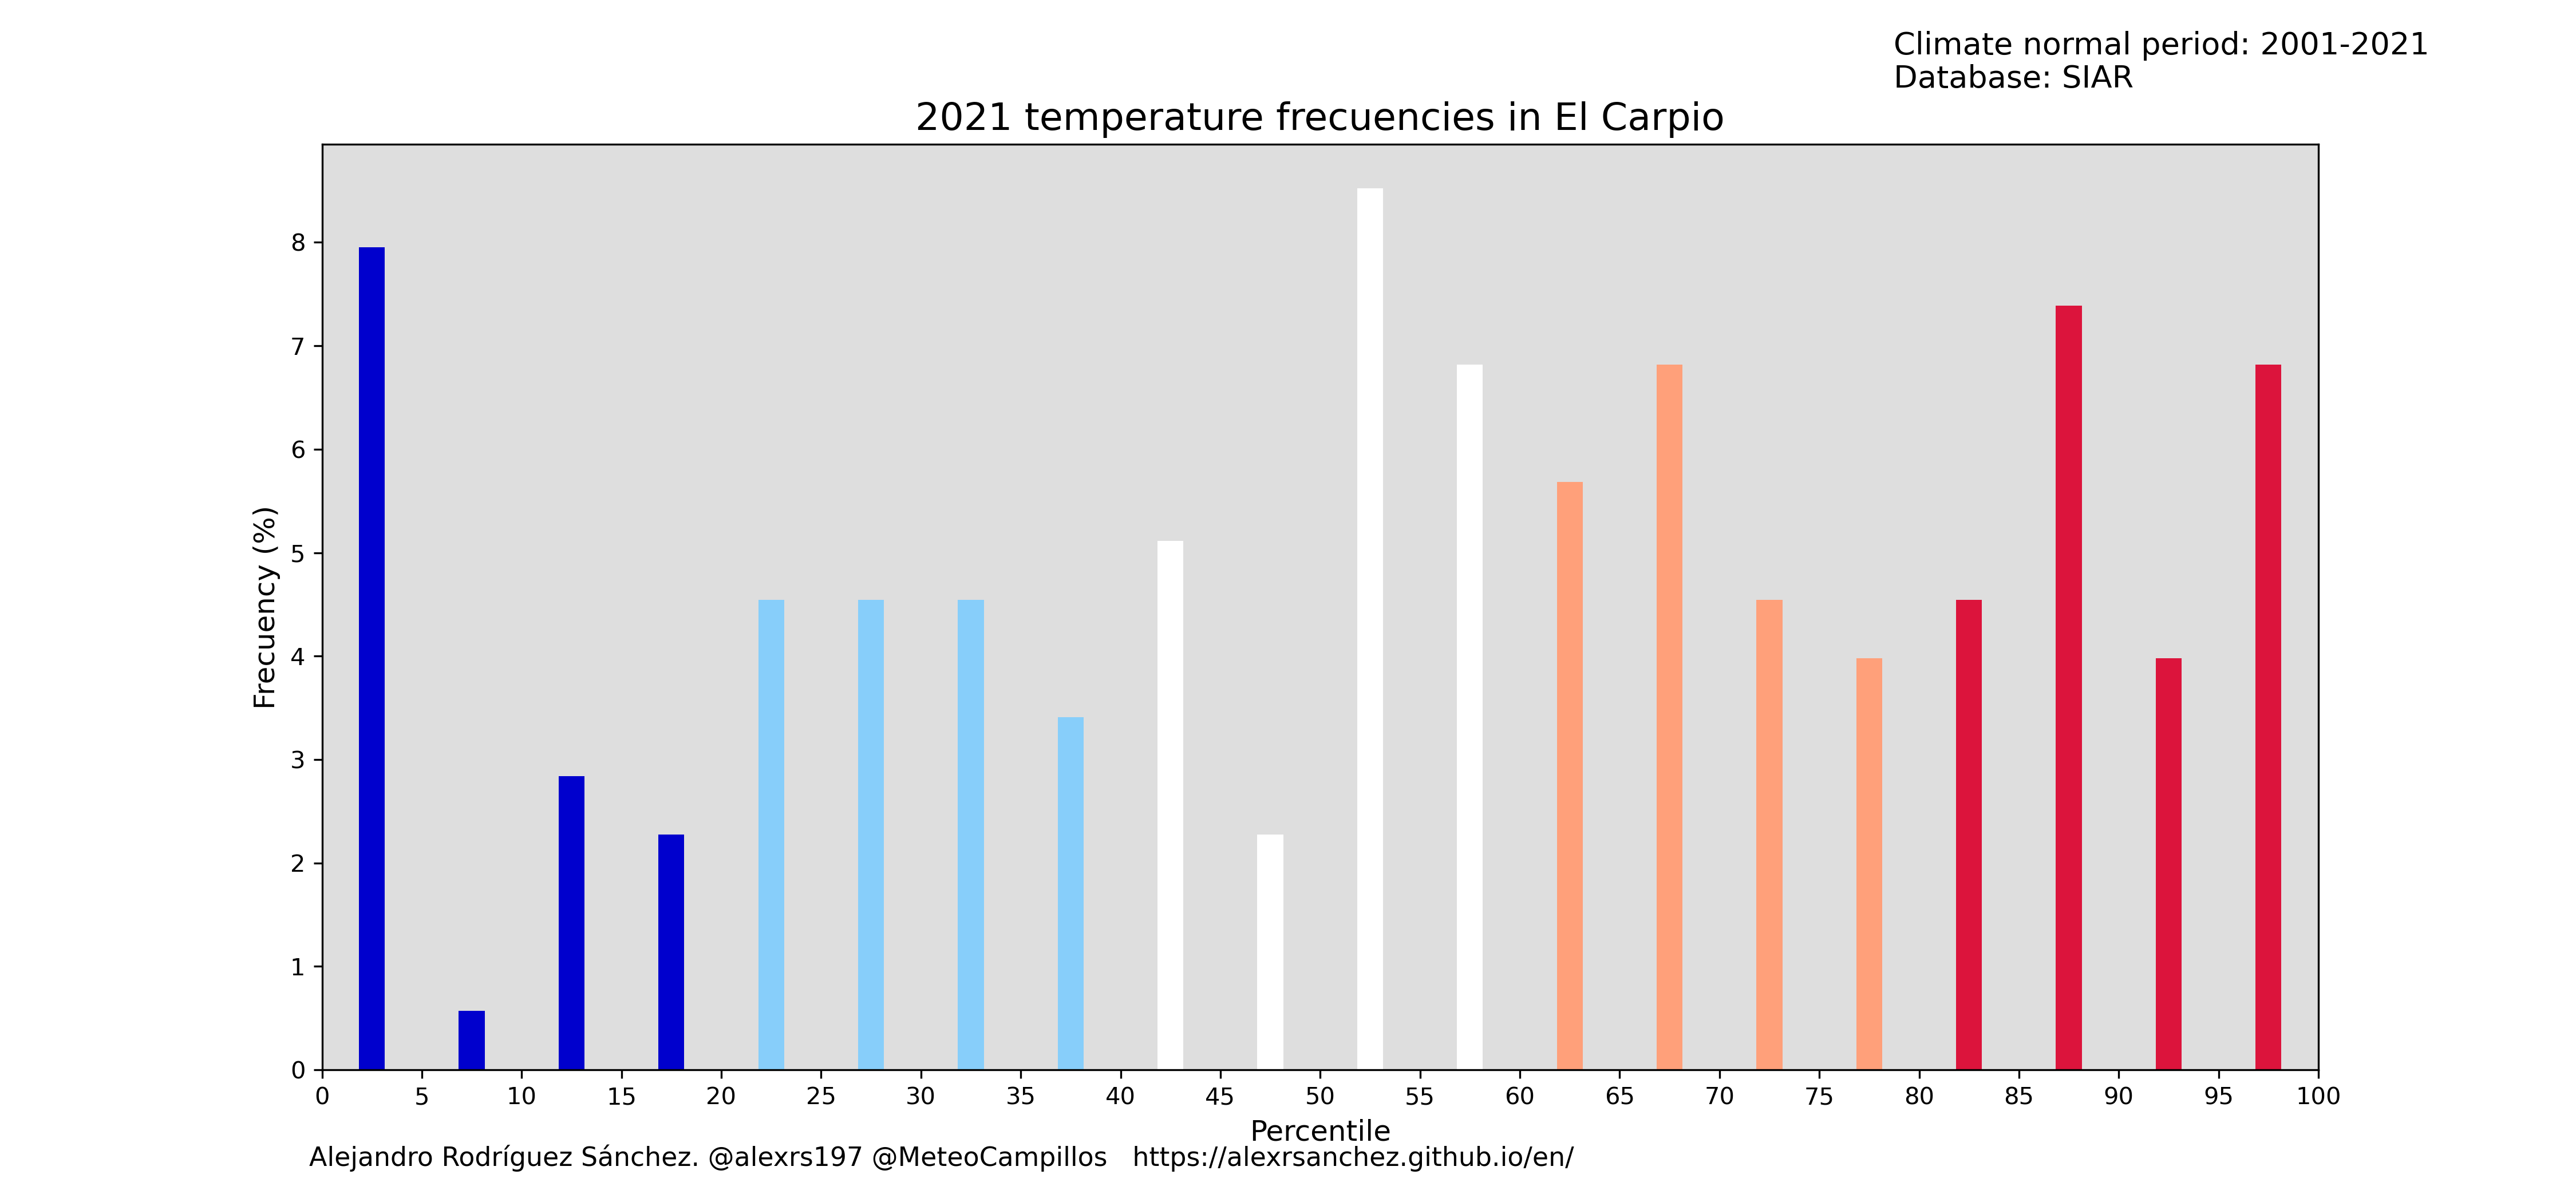 Climate normal period: 2001-2021
Database: SIAR
2021 temperature frecuencies in El Carpio
Frecuency (%)
8
7
6
5
4
3
2
1
0
0 5 10 15 20 25 30 35 40 45 50 55 60 65 70 75 80 85 90 95 100
Percentile
Alejandro Rodríguez Sánchez. @alexrs197 @MeteoCampillos https://alexrsanchez.github.io/en/